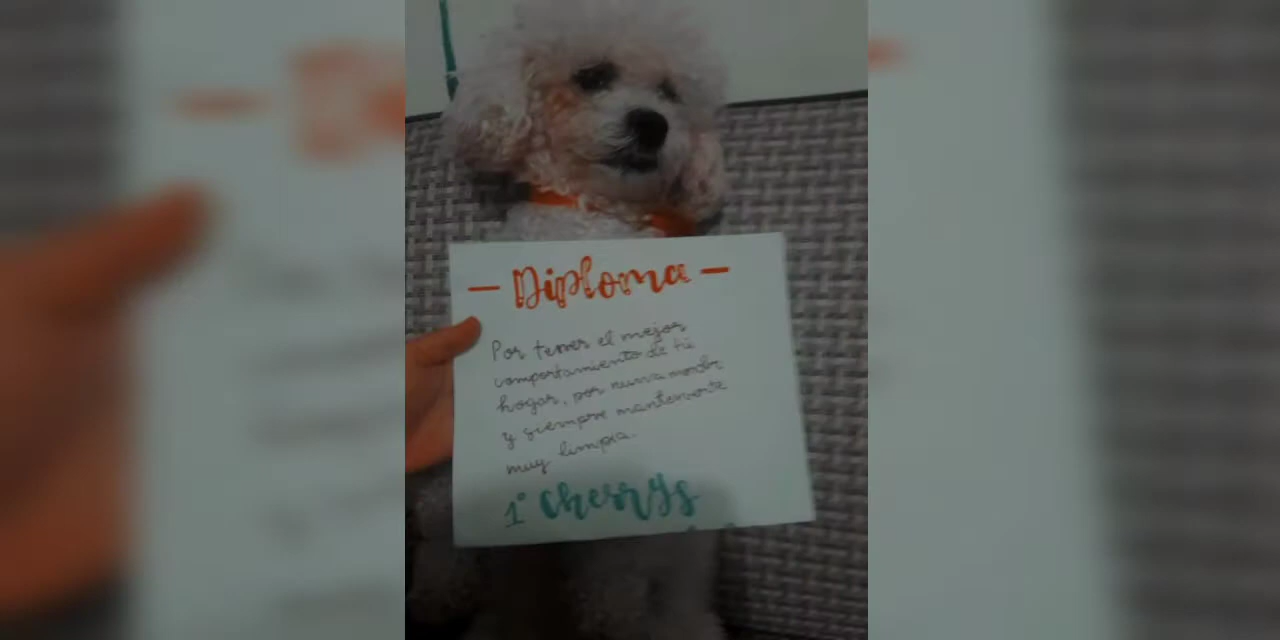 — Diploma —
Por tener el mejor
comportamiento de tu
hogar, por nunca morder
y siempre mantenerte
muy limpia.
1° Cherrys